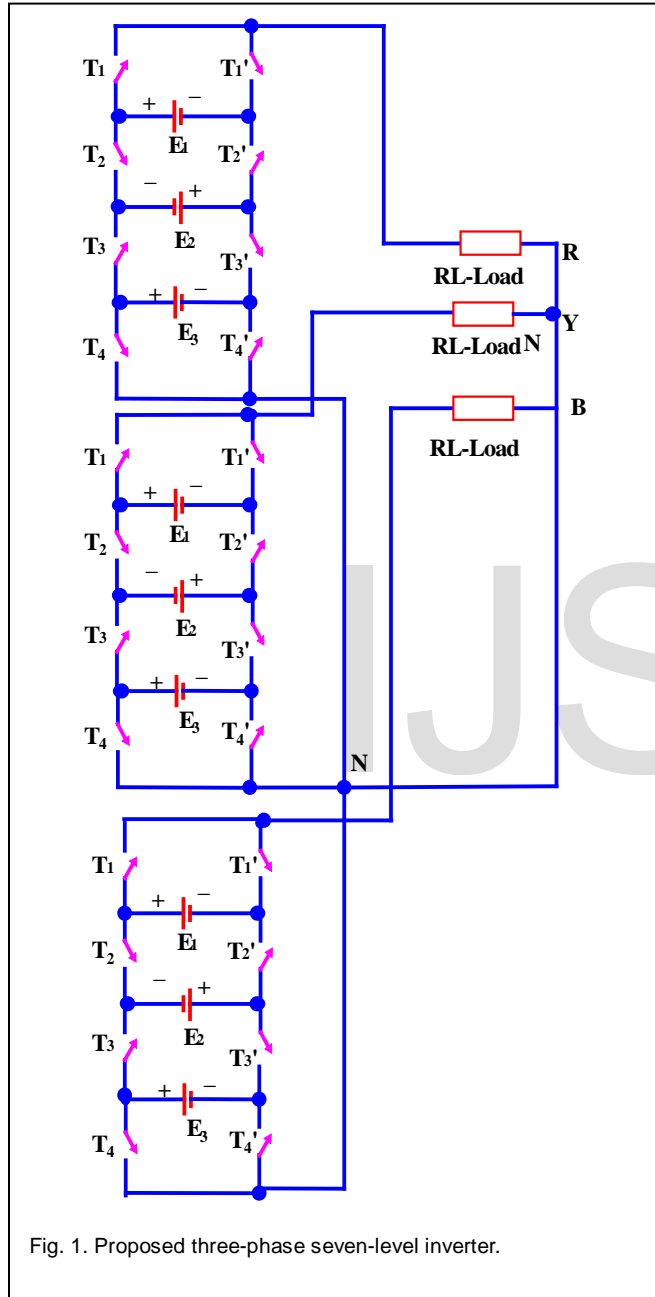 T1 T1'
+ −
E1
T2 T2'
− +
E2
T3 T3'
+ −
E3
T4 T4'
R
RL-Load
Y
RL-Load N
B
RL-Load
T1 T1'
+ −
E1
T2 T2'
− +
E2
T3 T3'
+ −
E3
T4 T4'
N
IJS
T1 T1'
+ −
E1
T2 T2'
− +
E2
T3 T3'
+ −
E3
T4 T4'
Fig. 1. Proposed three-phase seven-level inverter.